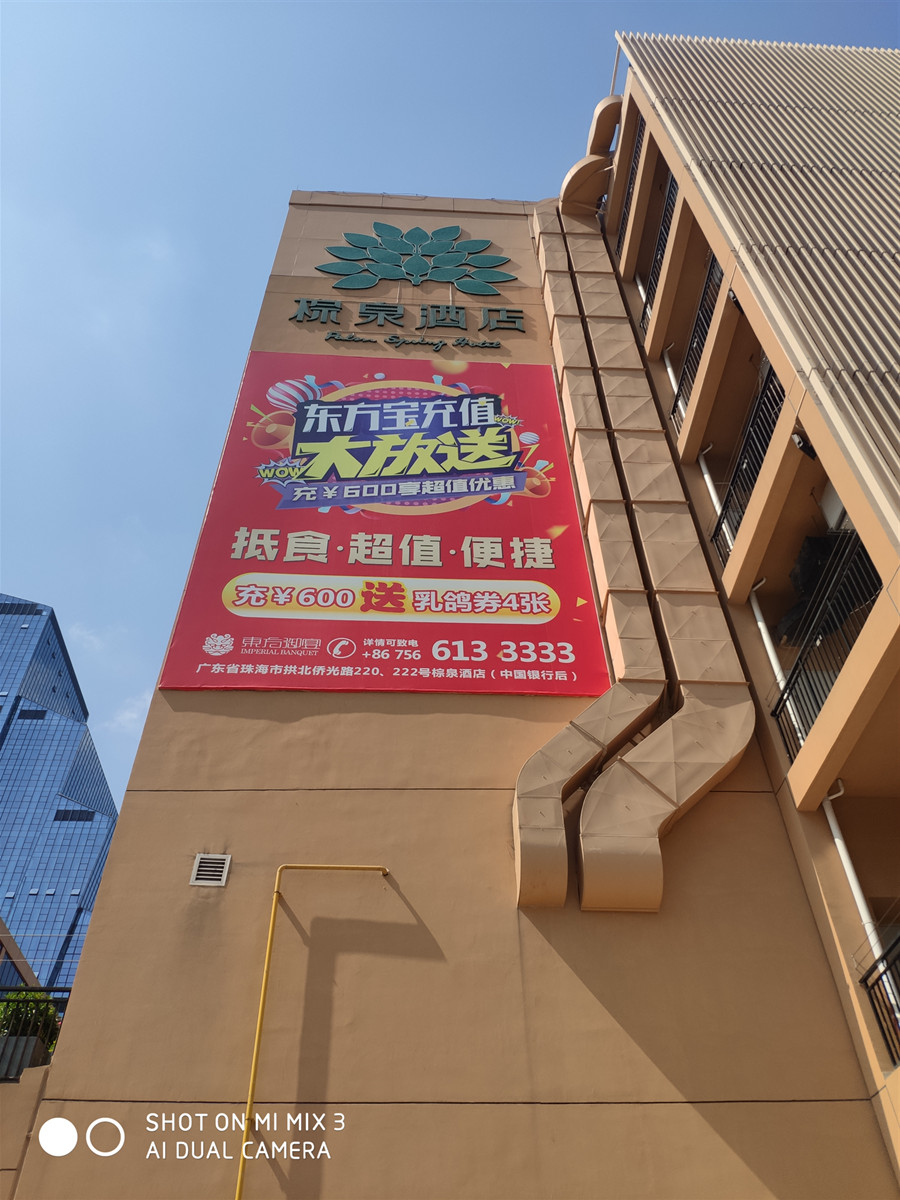 棕泉酒店
Palm Spring Hotel
东方宝充值
WOW
大放送
WOW
充¥600享超值优惠
抵食·超值·便捷
充¥600送乳鸽券4张
東方御宴
IMPERIAL BANQUET
详情可致电
+86 756 613 3333
广东省珠海市拱北侨光路220、222号棕泉酒店（中国银行后）
SHOT ON MI MIX 3
AI DUAL CAMERA